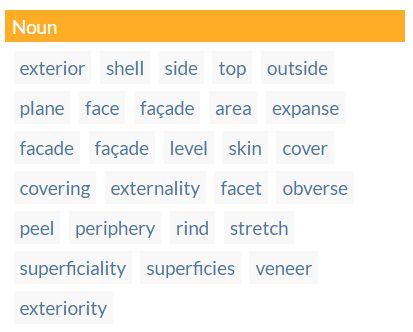 Noun
exterior shell side top outside
plane face façade area expanse
facade façade level skin cover
covering externality facet obverse
peel periphery rind stretch
superficiality superficies veneer
exteriority